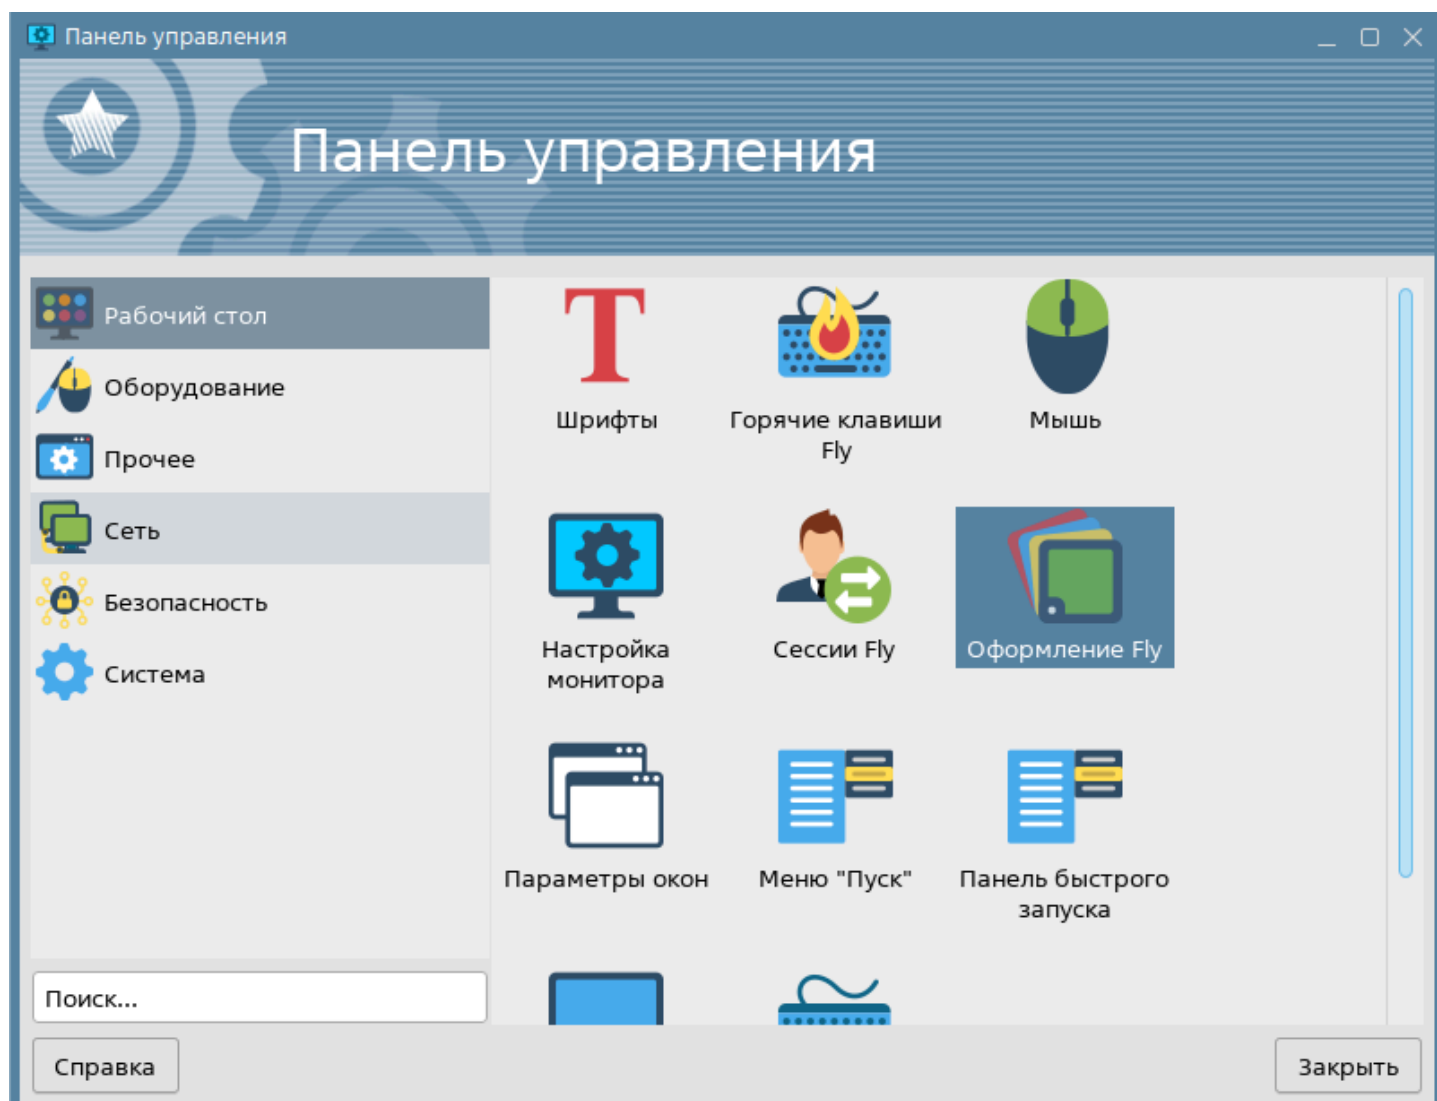 Панель управления
Панель управления
Рабочий стол
Оборудование
Прочее
Сеть
Безопасность
Система
Поиск...
Шрифты
Горячие клавиши
Fly
Мышь
Настройка
монитора
Сессии Fly
Оформление Fly
Параметры окон
Меню "Пуск"
Панель быстрого
запуска
Справка
Закрыть